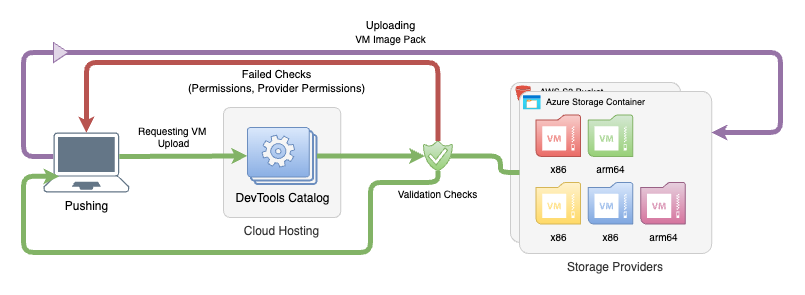 Uploading
VM Image Pack
Failed Checks
(Permissions, Provider Permissions)
AWS S3 Bucket
Azure Storage Container
Requesting VM
Upload
VM
VM
x86
arm64
DevTools Catalog
Validation Checks
Pushing
Cloud Hosting
VM
VM
VM
x86
x86
arm64
Storage Providers